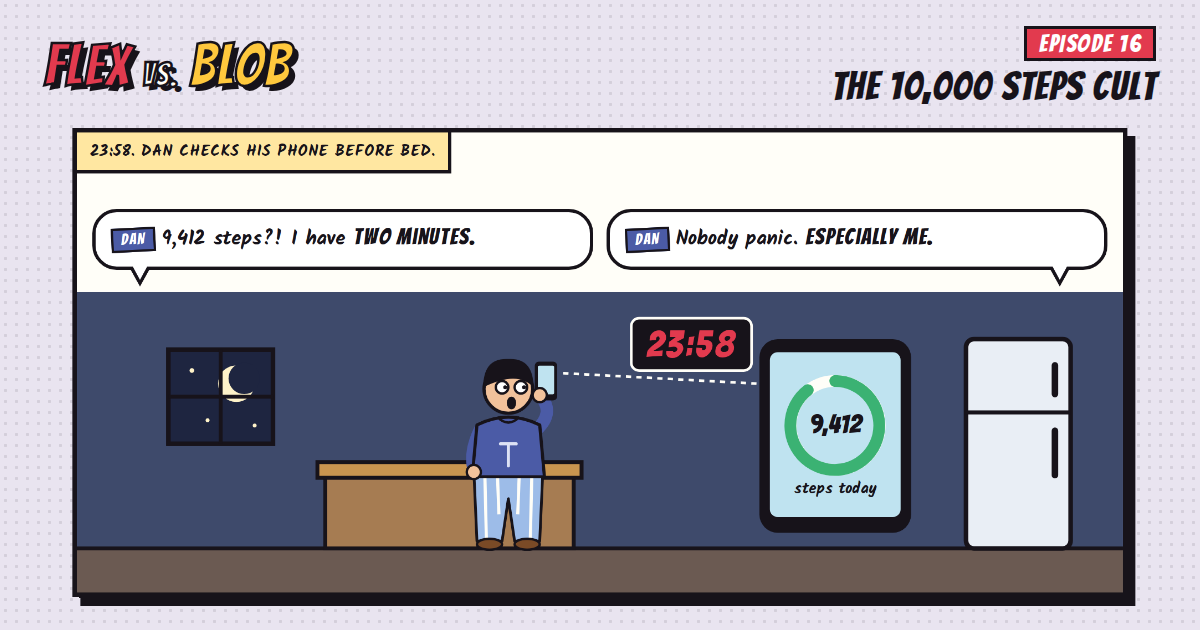 FLEX VS. BLOB
EPISODE 16
THE 10,000 STEPS CULT
23:58. DAN CHECKS HIS PHONE BEFORE BED.
DAN 9,412 steps?! I have TWO MINUTES.
DAN Nobody panic. ESPECIALLY ME.
23:58
9,412
steps today
T